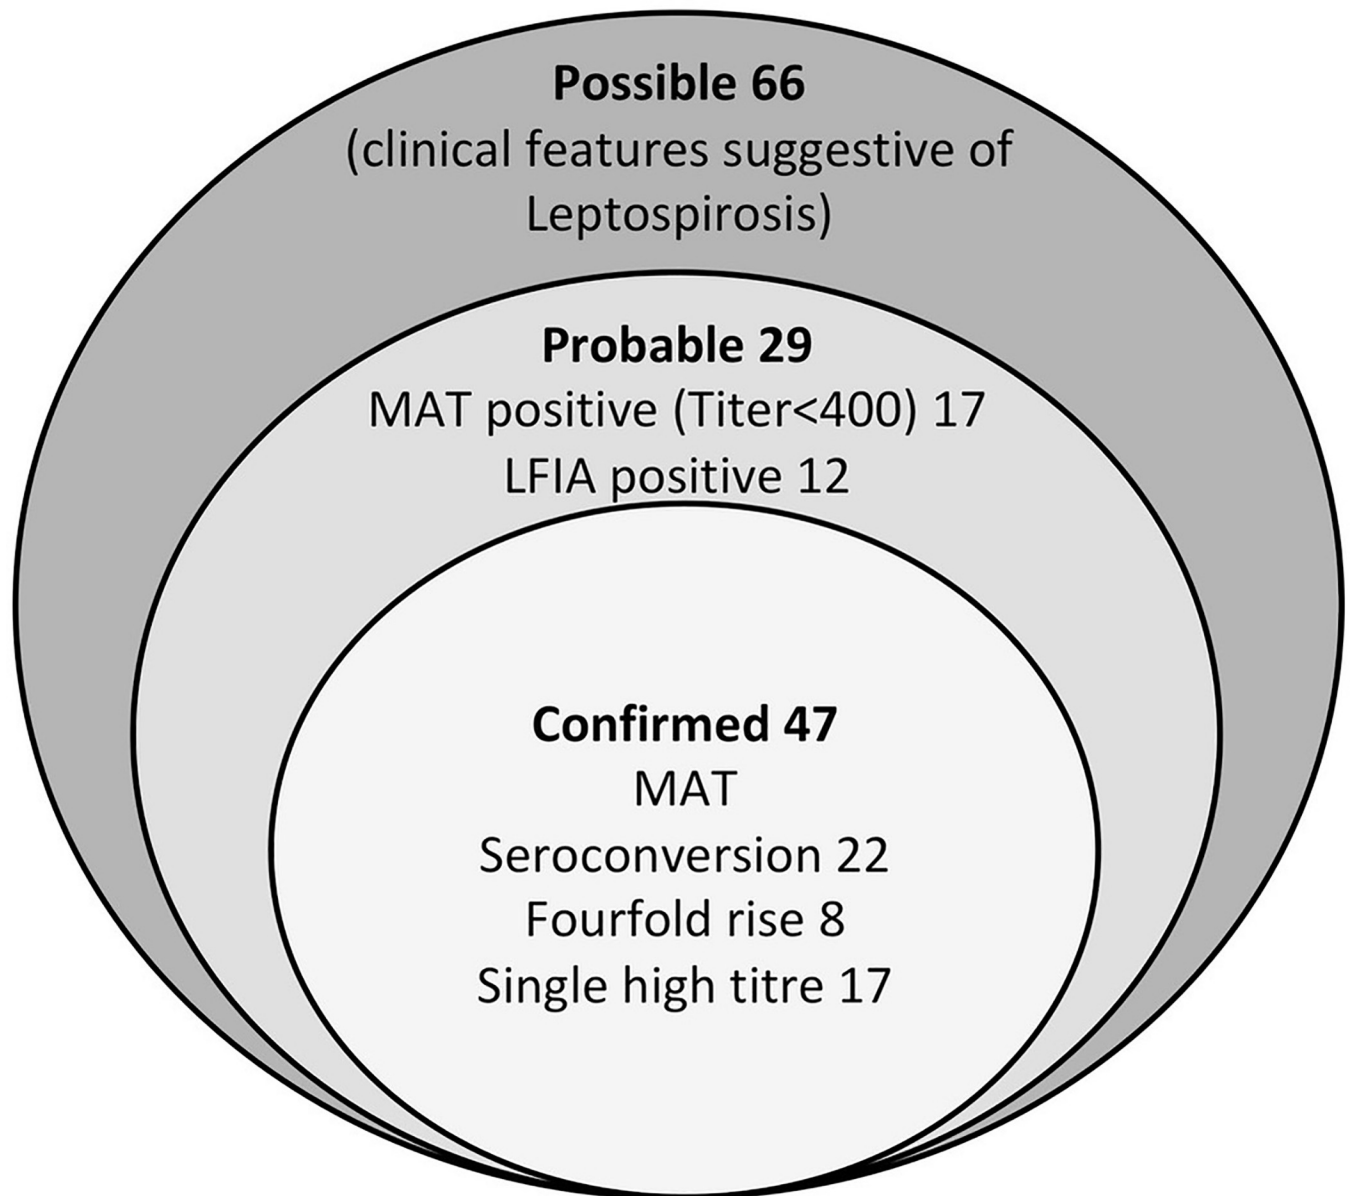 Possible 66
(clinical features suggestive of
Leptospirosis)
Probable 29
MAT positive (Titer<400) 17
LFIA positive 12
Confirmed 47
MAT
Seroconversion 22
Fourfold rise 8
Single high titre 17